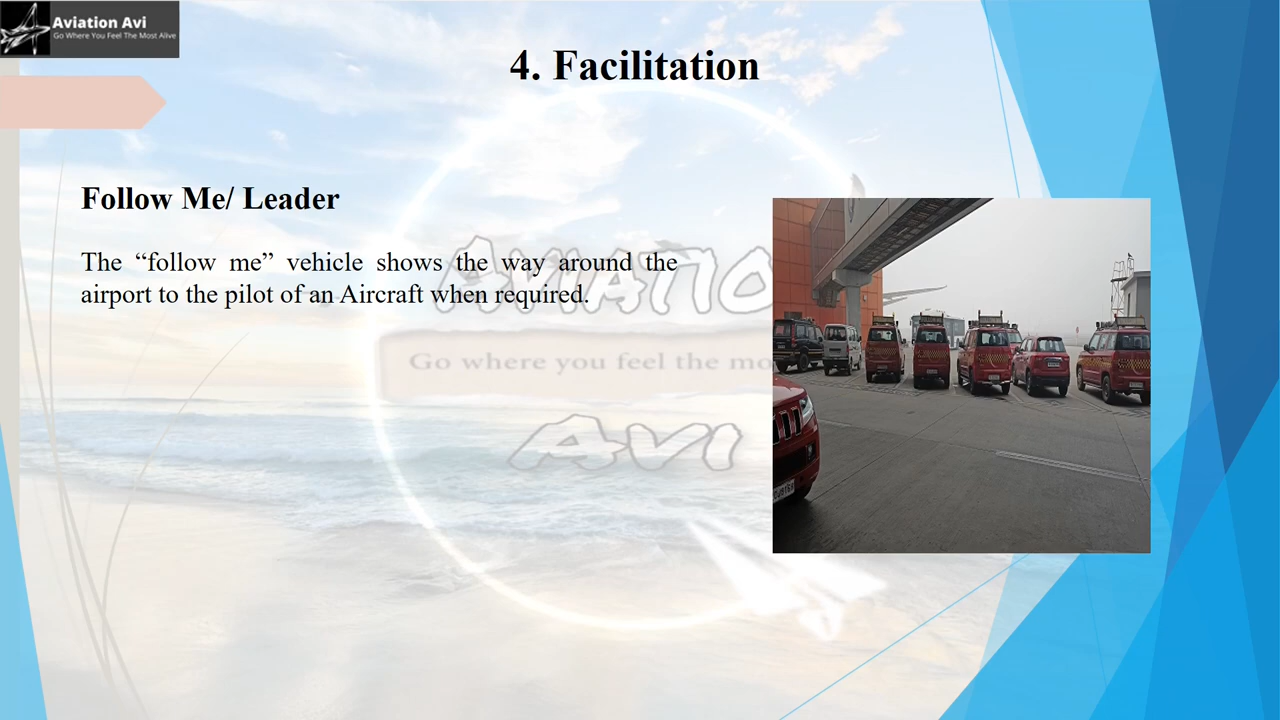 Aviation Avi
Go Where You Feel The Most Alive
4. Facilitation
Follow Me/ Leader
The “follow me” vehicle shows the way around the
airport to the pilot of an Aircraft when required.
AVIATIO
Go where you feel the mo
AVI